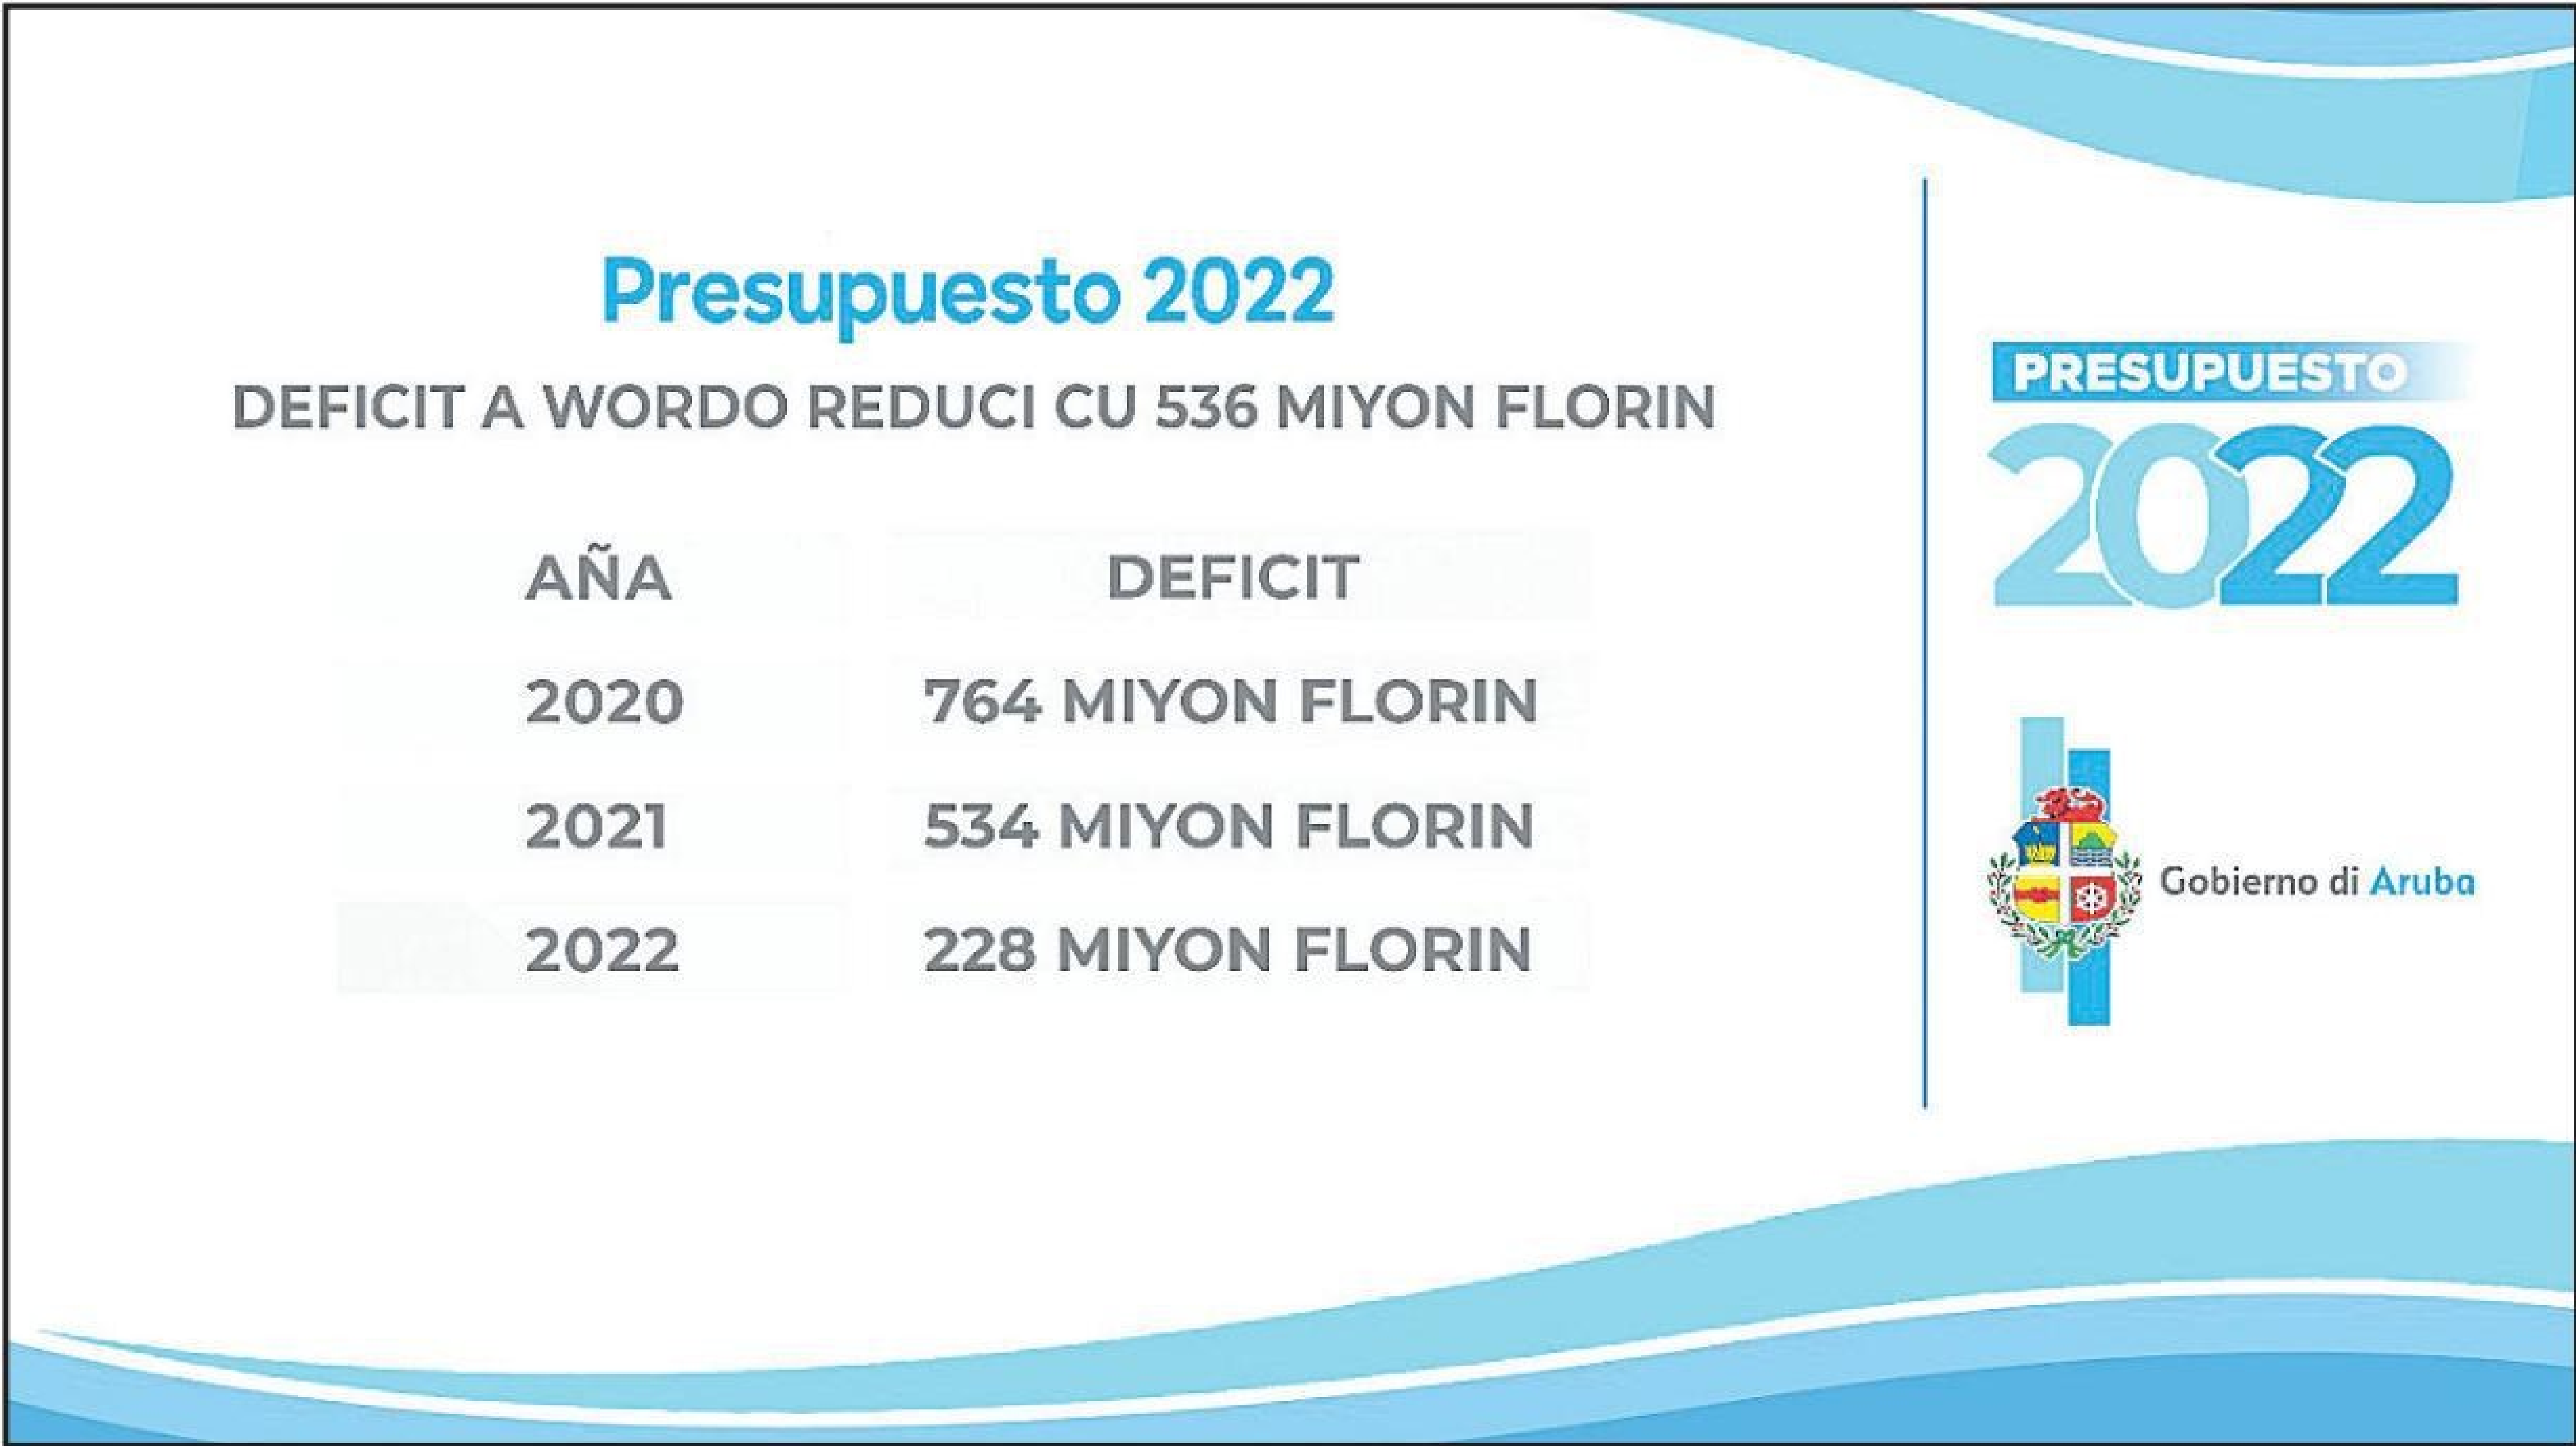 Presupuesto 2022
DEFICIT A WORDO REDUCI CU 536 MIYON FLORIN
AÑA DEFICIT
2020 764 MIYON FLORIN
2021 534 MIYON FLORIN
2022 228 MIYON FLORIN
PRESUPUESTO
2022
Gobierno di Aruba